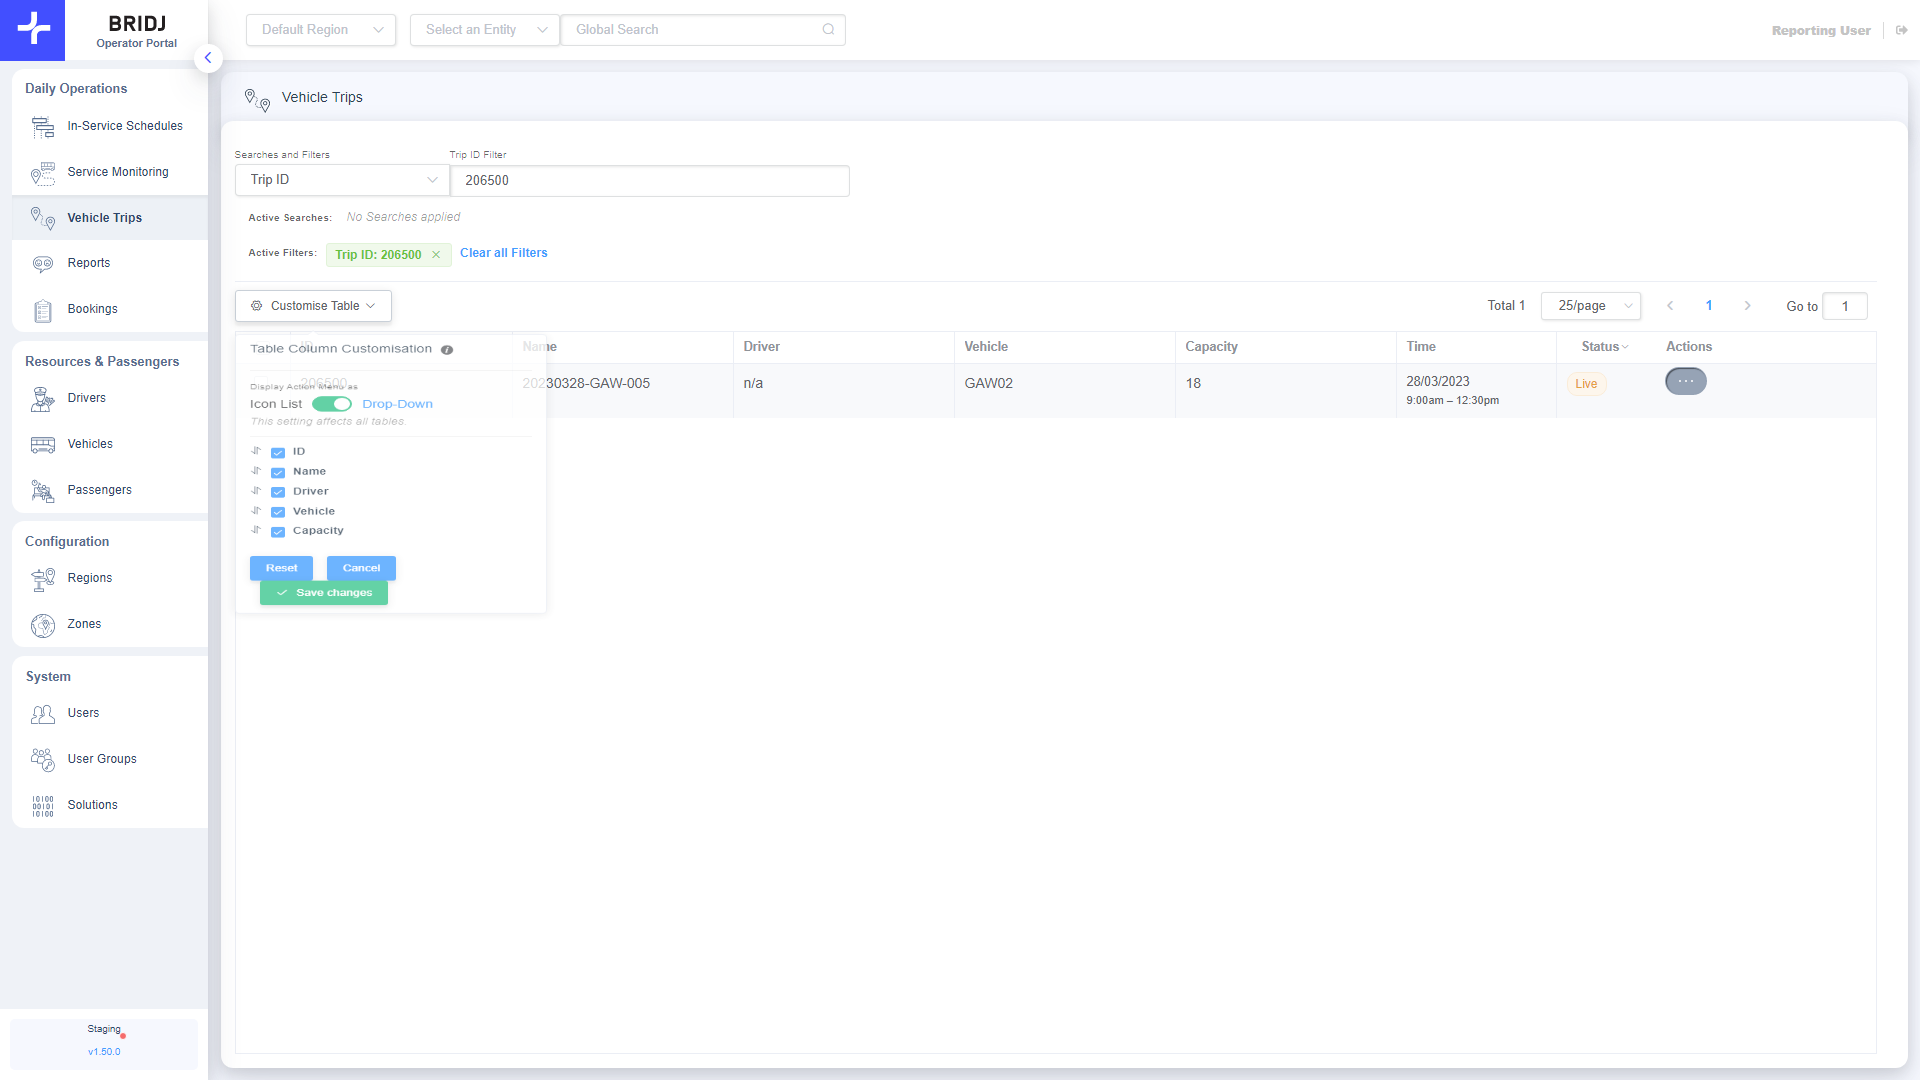 BRIDJ
Operator Portal
Default Region
Select an Entity
Global Search
Reporting User
Daily Operations
In-Service Schedules
Service Monitoring
Vehicle Trips
Reports
Bookings
Resources & Passengers
Drivers
Vehicles
Passengers
Configuration
Regions
Zones
System
Users
User Groups
Solutions
Staging
v1.50.0
Vehicle Trips
Searches and Filters
Trip ID Filter
Trip ID
206500
Active Searches: No Searches applied
Active Filters: Trip ID: 206500 Clear all Filters
Customise Table
Total 1
25/page
1
Go to 1
ID Name Driver Vehicle Capacity Time Status Actions
206500 20230328-GAW-005 n/a GAW02 18 28/03/2023 Live
9:00am – 12:30pm
Table Column Customisation
Display Action Menu as
Icon List Drop-Down
This setting affects all tables.
ID
Name
Driver
Vehicle
Capacity
Reset Cancel
Save changes